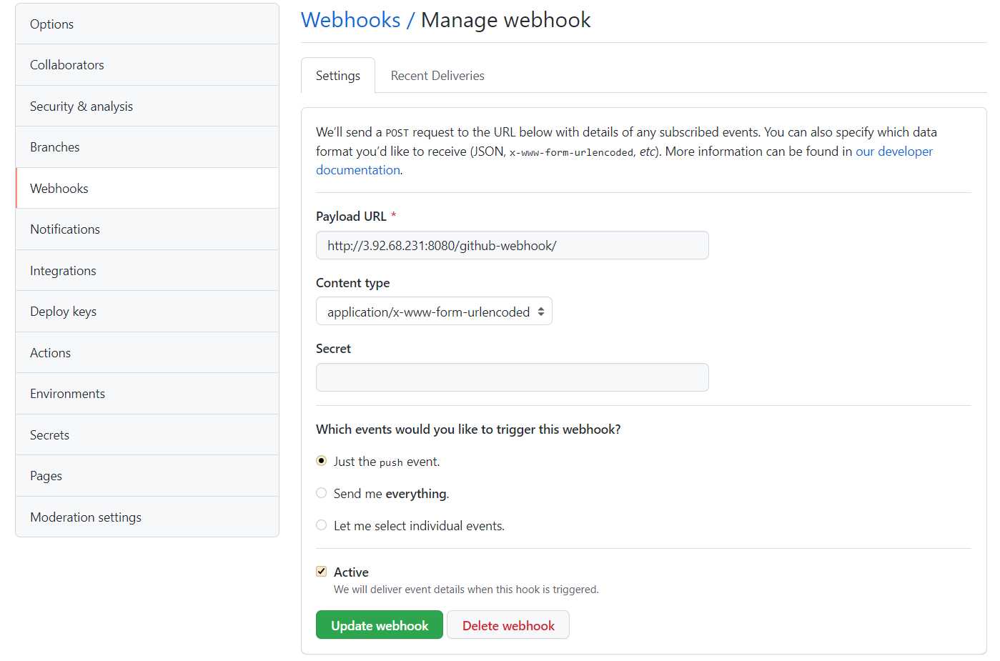 Options
Collaborators
Security & analysis
Branches
Webhooks
Notifications
Integrations
Deploy keys
Actions
Environments
Secrets
Pages
Moderation settings
Webhooks / Manage webhook
Settings
Recent Deliveries
We’ll send a POST request to the URL below with details of any subscribed events. You can also specify which data
format you’d like to receive (JSON, x-www-form-urlencoded, etc). More information can be found in our developer
documentation.
Payload URL *
http://3.92.68.231:8080/github-webhook/
Content type
application/x-www-form-urlencoded
Secret
Which events would you like to trigger this webhook?
Just the push event.
Send me everything.
Let me select individual events.
Active
We will deliver event details when this hook is triggered.
Update webhook
Delete webhook